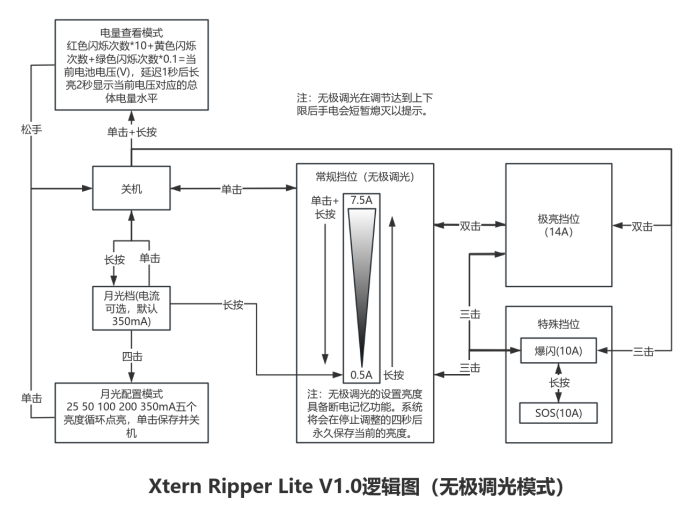 电量查看模式
红色闪烁次数*10+黄色闪烁
次数+绿色闪烁次数*0.1=当
前电池电压(V)，延迟1秒后长
亮2秒显示当前电压对应的总
体电量水平
注：无极调光在调节达到上下
限后手电会短暂熄灭以提示。
松手
单击+长按
关机
单击
常规挡位（无极调光）
单击+
长按
7.5A
0.5A
长按
注：无极调光的设置亮度
具备断电记忆功能。系统
将会在停止调整的四秒后
永久保存当前的亮度。
双击
极亮挡位
（14A）
双击
长按
单击
月光档(电流
可选，默认
350mA)
长按
三击
三击
特殊挡位
爆闪(10A)
三击
长按
SOS(10A)
四击
单击
月光配置模式
25 50 100 200 350mA五个
亮度循环点亮，单击保存并关
机
Xtern Ripper Lite V1.0逻辑图（无极调光模式）